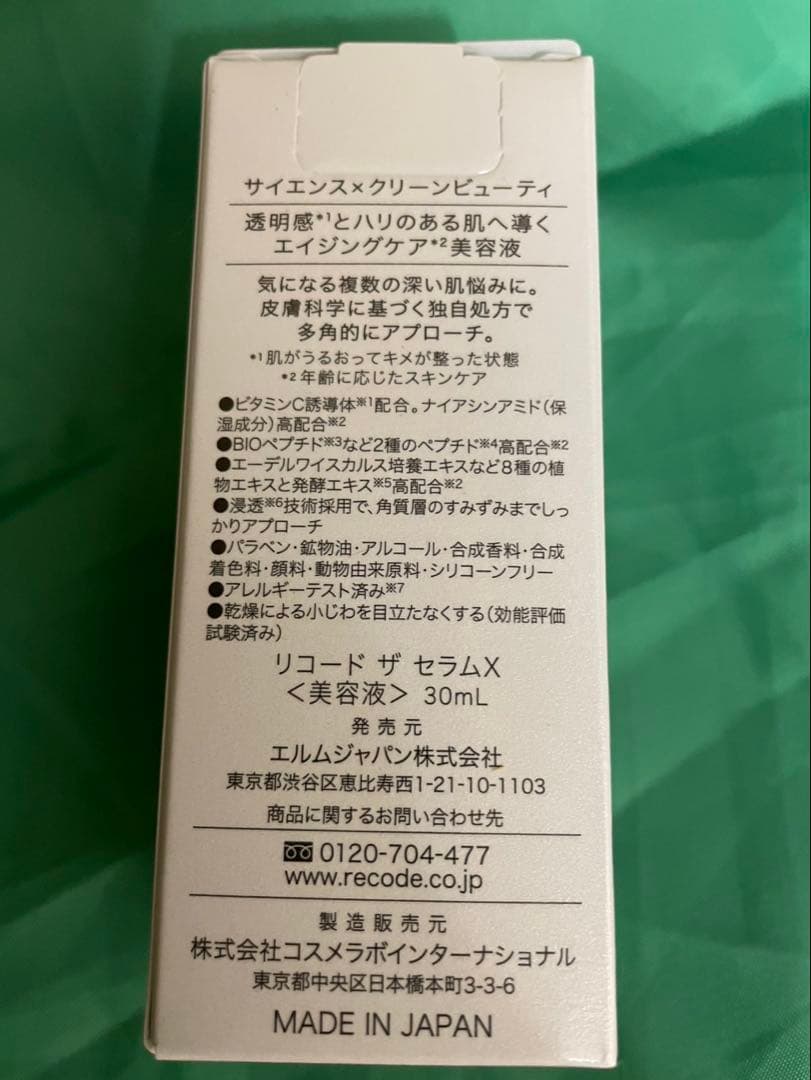 サイエンス×クリーンビューティ
透明感*1とハリのある肌へ導く
エイジングケア*2美容液
気になる複数の深い肌悩みに。
皮膚科学に基づく独自処方で
多角的にアプローチ。
*1 肌がうるおってキメが整った状態
*2 年齢に応じたスキンケア
●ビタミンC誘導体※1配合。ナイアシンアミド（保
湿成分）高配合※2
●BIOペプチド※3など2種のペプチド※4高配合※2
●エーデルワイスカルス培養エキスなど8種の植
物エキスと発酵エキス※5高配合※2
●浸透※6技術採用で、角質層のすみずみまでしっ
かりアプローチ
●パラベン・鉱物油・アルコール・合成香料・合成
着色料・顔料・動物由来原料・シリコーンフリー
●アレルギーテスト済み※7
●乾燥による小じわを目立たなくする（効能評価
試験済み）
リコード ザ セラムX
＜美容液＞ 30mL
発売元
エルムジャパン株式会社
東京都渋谷区恵比寿西1-21-10-1103
商品に関するお問い合わせ先
0120-704-477
www.recode.co.jp
製造販売元
株式会社コスメラボインターナショナル
東京都中央区日本橋本町3-3-6
MADE IN JAPAN